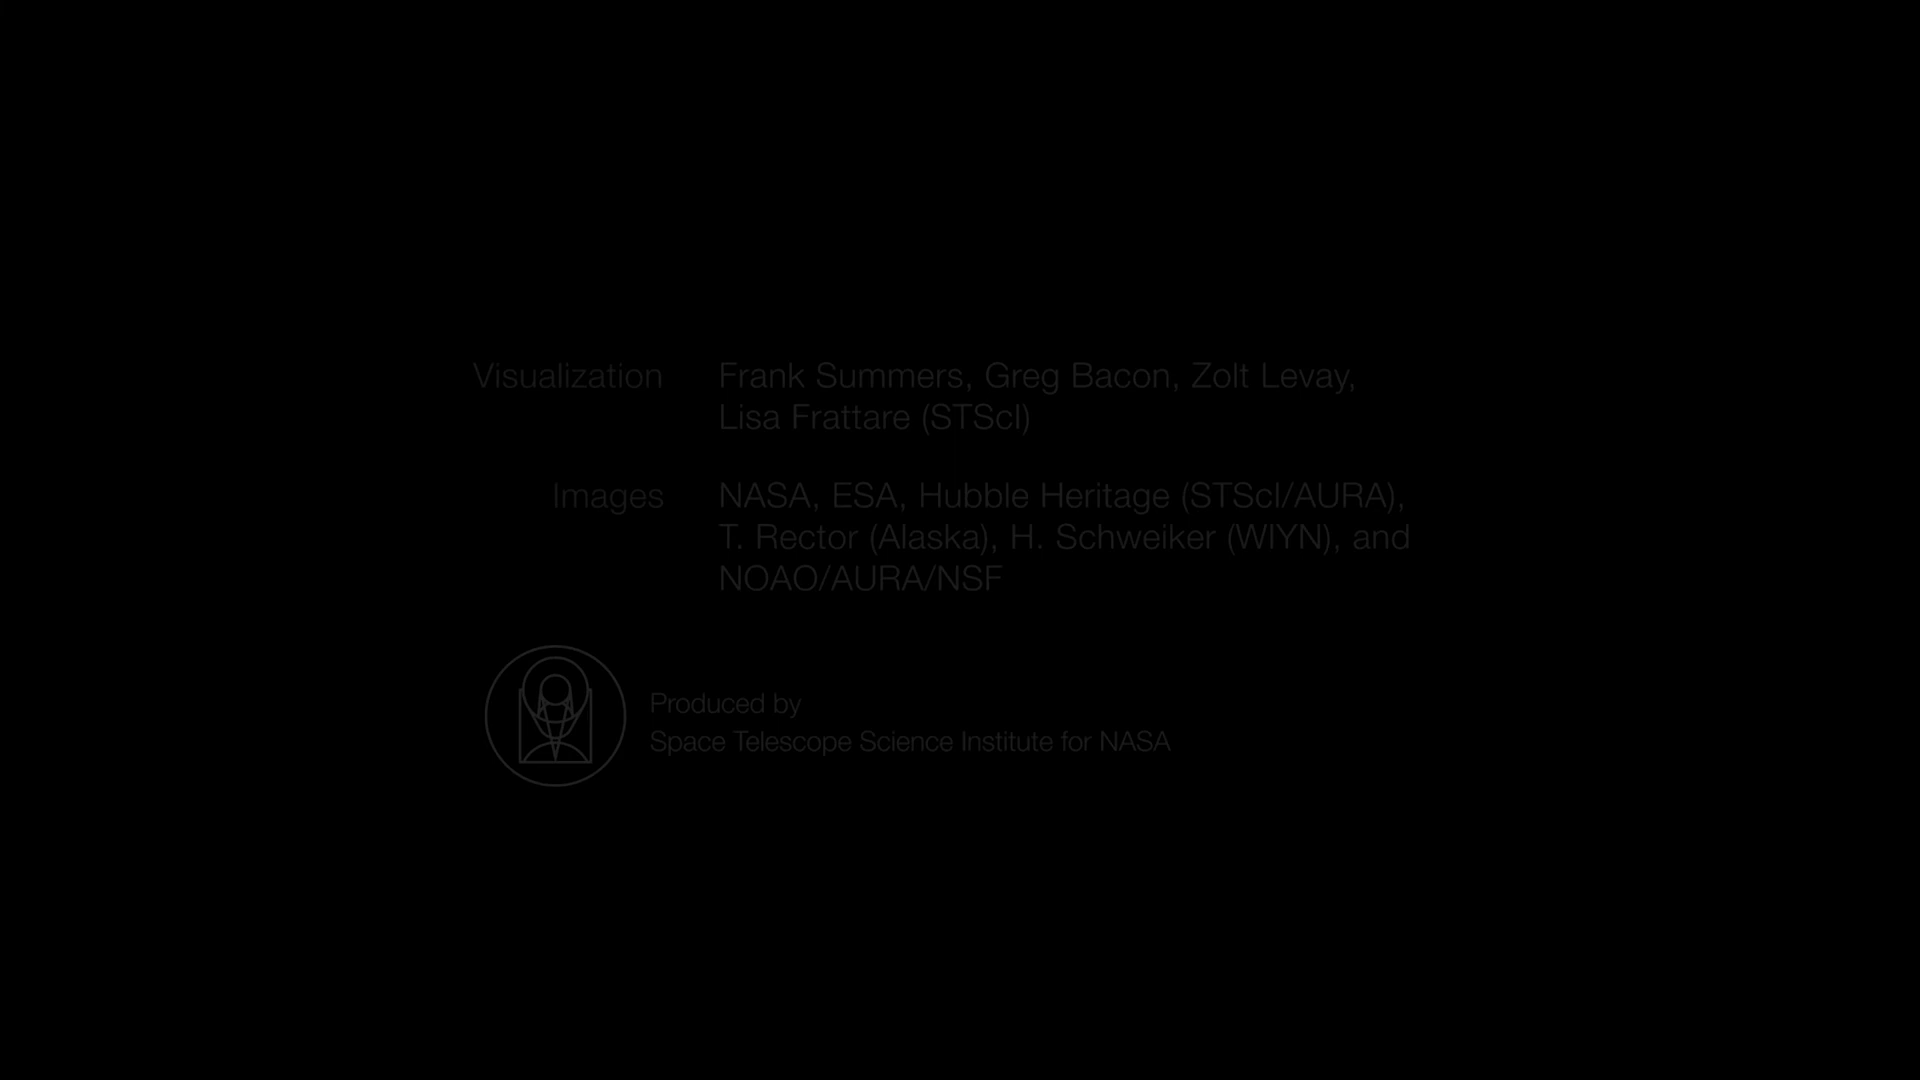 Visualization Frank Summers, Greg Bacon, Zolt Levay,
Lisa Frattare (STScI)
Images NASA, ESA, Hubble Heritage (STScI/AURA),
T. Rector (Alaska), H. Schweiker (WIYN), and
NOAO/AURA/NSF
Produced by
Space Telescope Science Institute for NASA